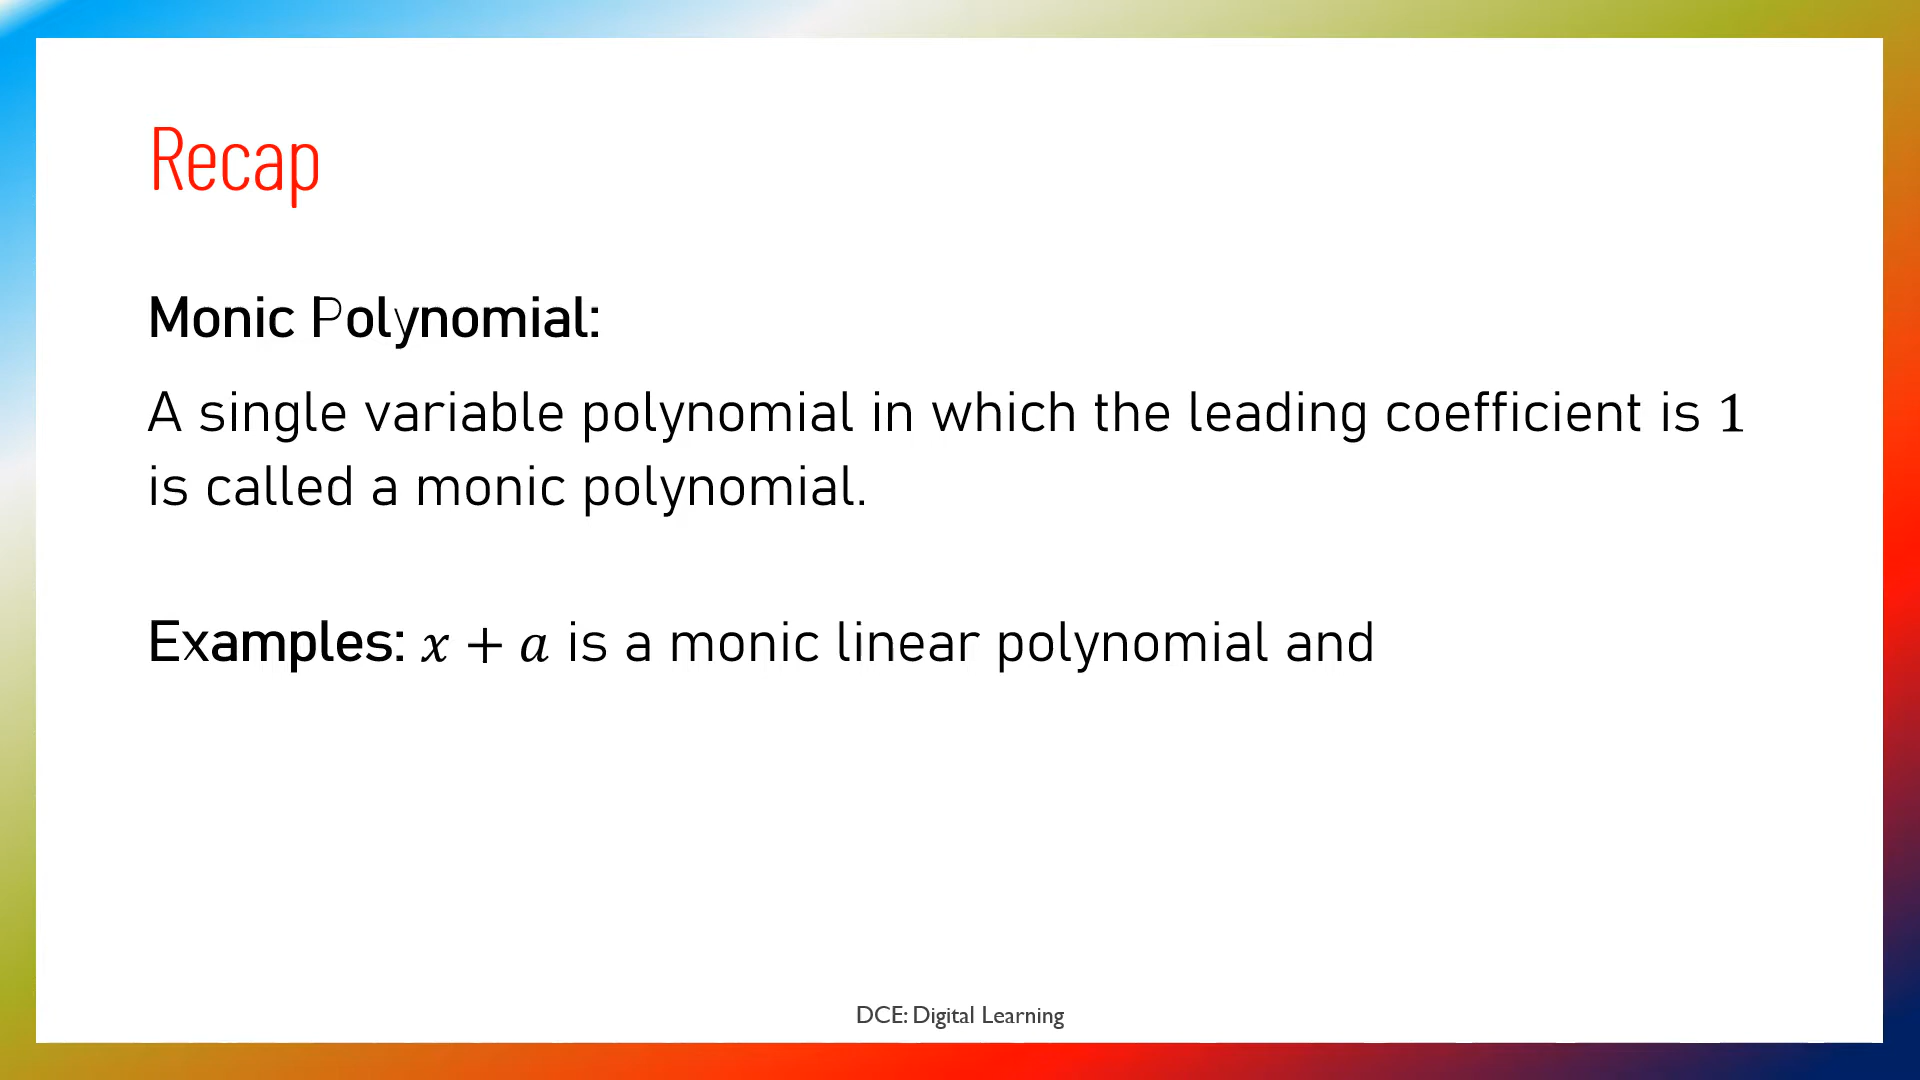 Recap
Monic Polynomial:
A single variable polynomial in which the leading coefficient is 1
is called a monic polynomial.
Examples: x + a is a monic linear polynomial and
DCE: Digital Learning